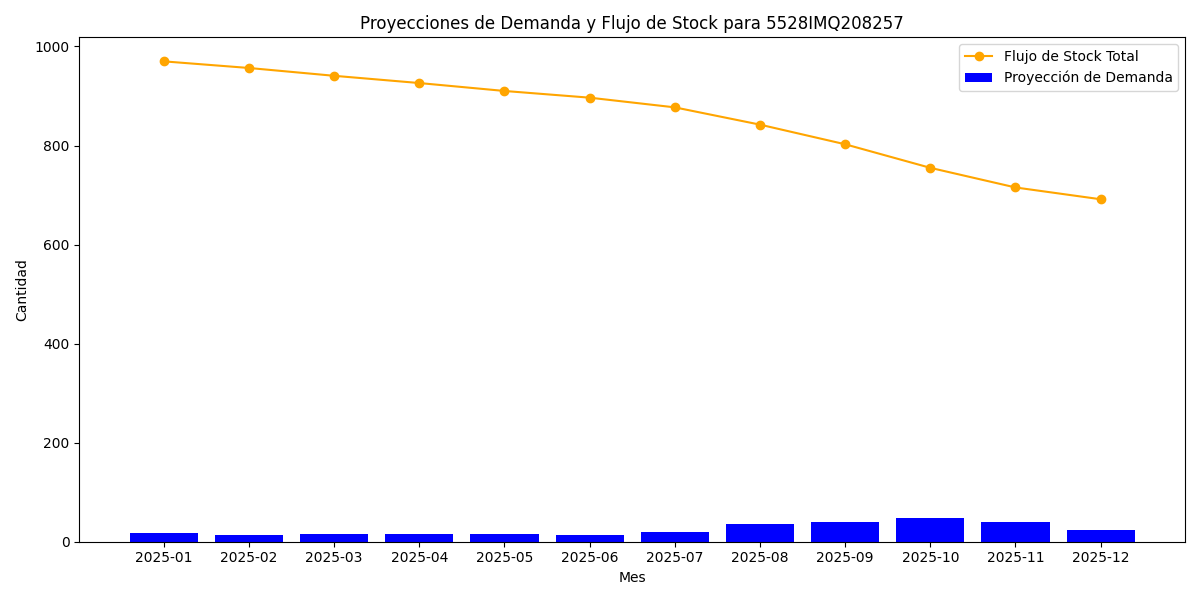 Proyecciones de Demanda y Flujo de Stock para 5528IMQ208257
Flujo de Stock Total
Proyección de Demanda
Cantidad
1000
800
600
400
200
0
2025-01 2025-02 2025-03 2025-04 2025-05 2025-06 2025-07 2025-08 2025-09 2025-10 2025-11 2025-12
Mes